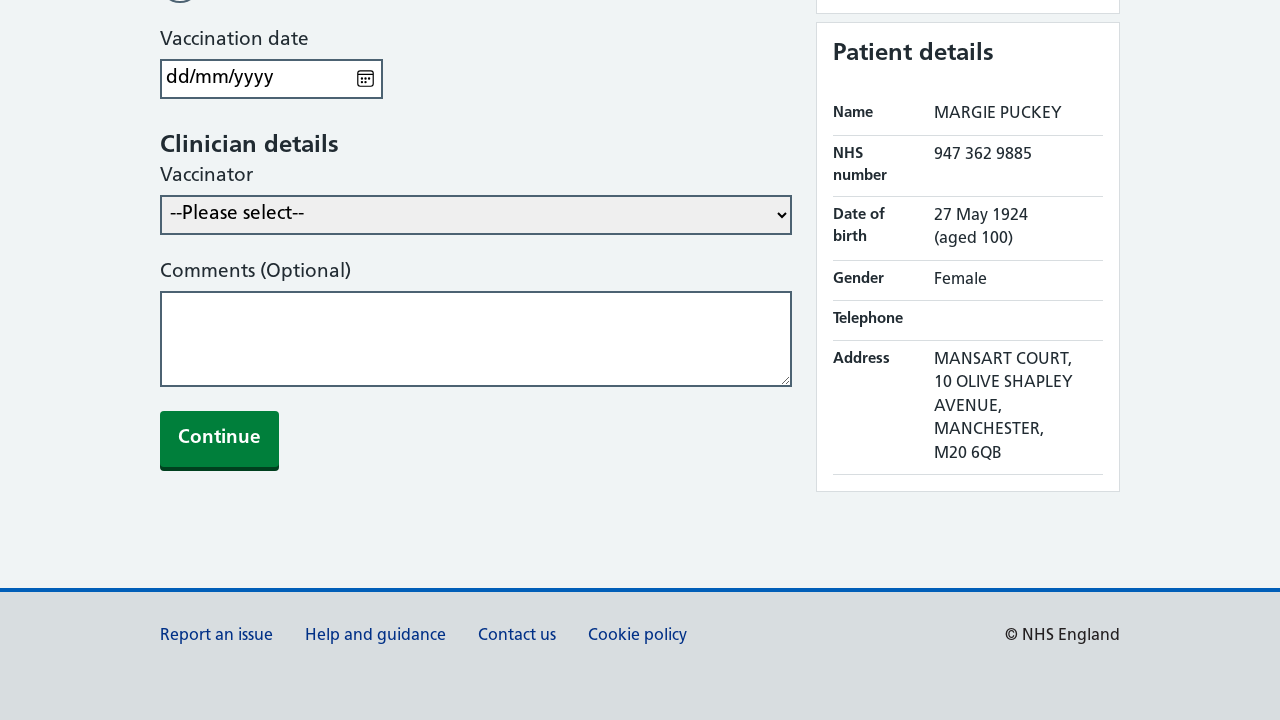 Vaccination date
dd/mm/yyyy
Clinician details
Vaccinator
--Please select--
Comments (Optional)
Continue
Patient details
Name MARGIE PUCKEY
NHS number 947 362 9885
Date of birth 27 May 1924
(aged 100)
Gender Female
Telephone
Address MANSART COURT,
10 OLIVE SHAPLEY
AVENUE,
MANCHESTER,
M20 6QB
Report an issue Help and guidance Contact us Cookie policy © NHS England